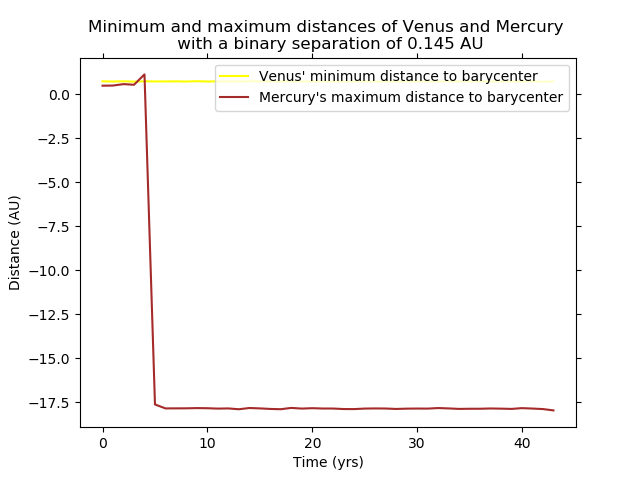 Minimum and maximum distances of Venus and Mercury
with a binary separation of 0.145 AU
Venus' minimum distance to barycenter
Mercury's maximum distance to barycenter
0.0
−2.5
−5.0
−7.5
−10.0
−12.5
−15.0
−17.5
Distance (AU)
0 10 20 30 40
Time (yrs)